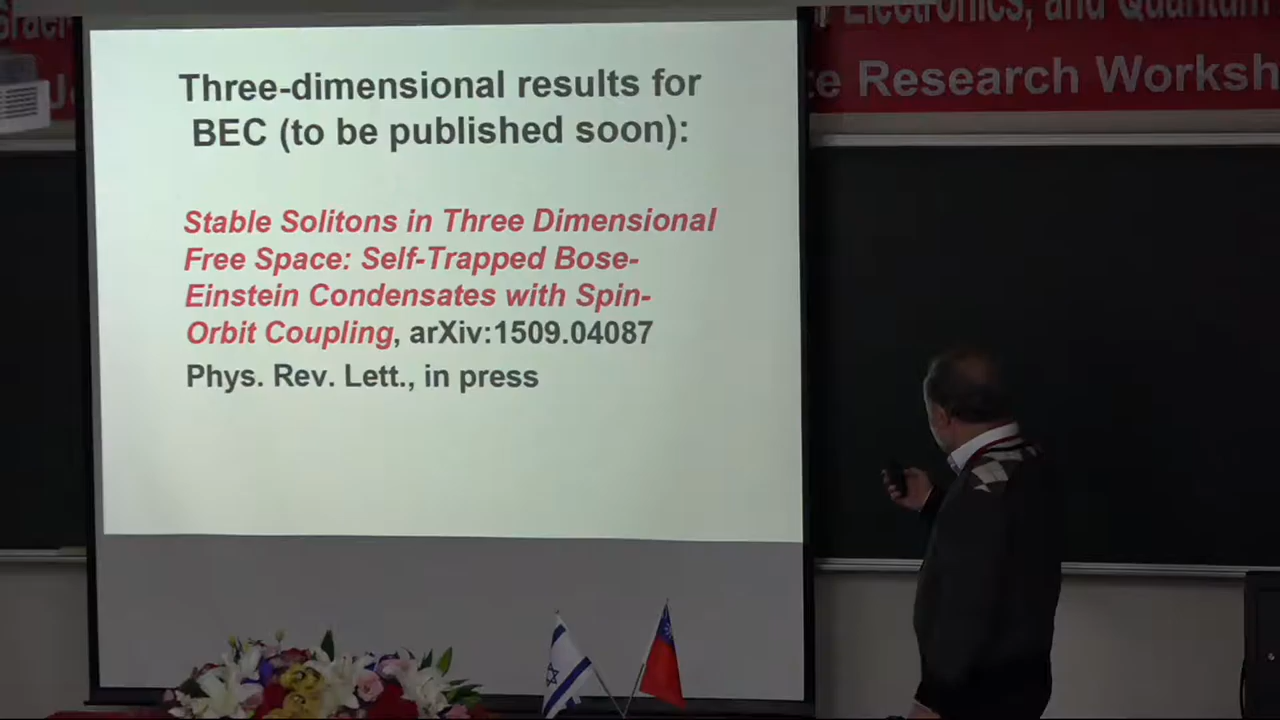 Electronics, and Quantum
Research Worksh
Three-dimensional results for
BEC (to be published soon):
Stable Solitons in Three Dimensional
Free Space: Self-Trapped Bose-
Einstein Condensates with Spin-
Orbit Coupling, arXiv:1509.04087
Phys. Rev. Lett., in press